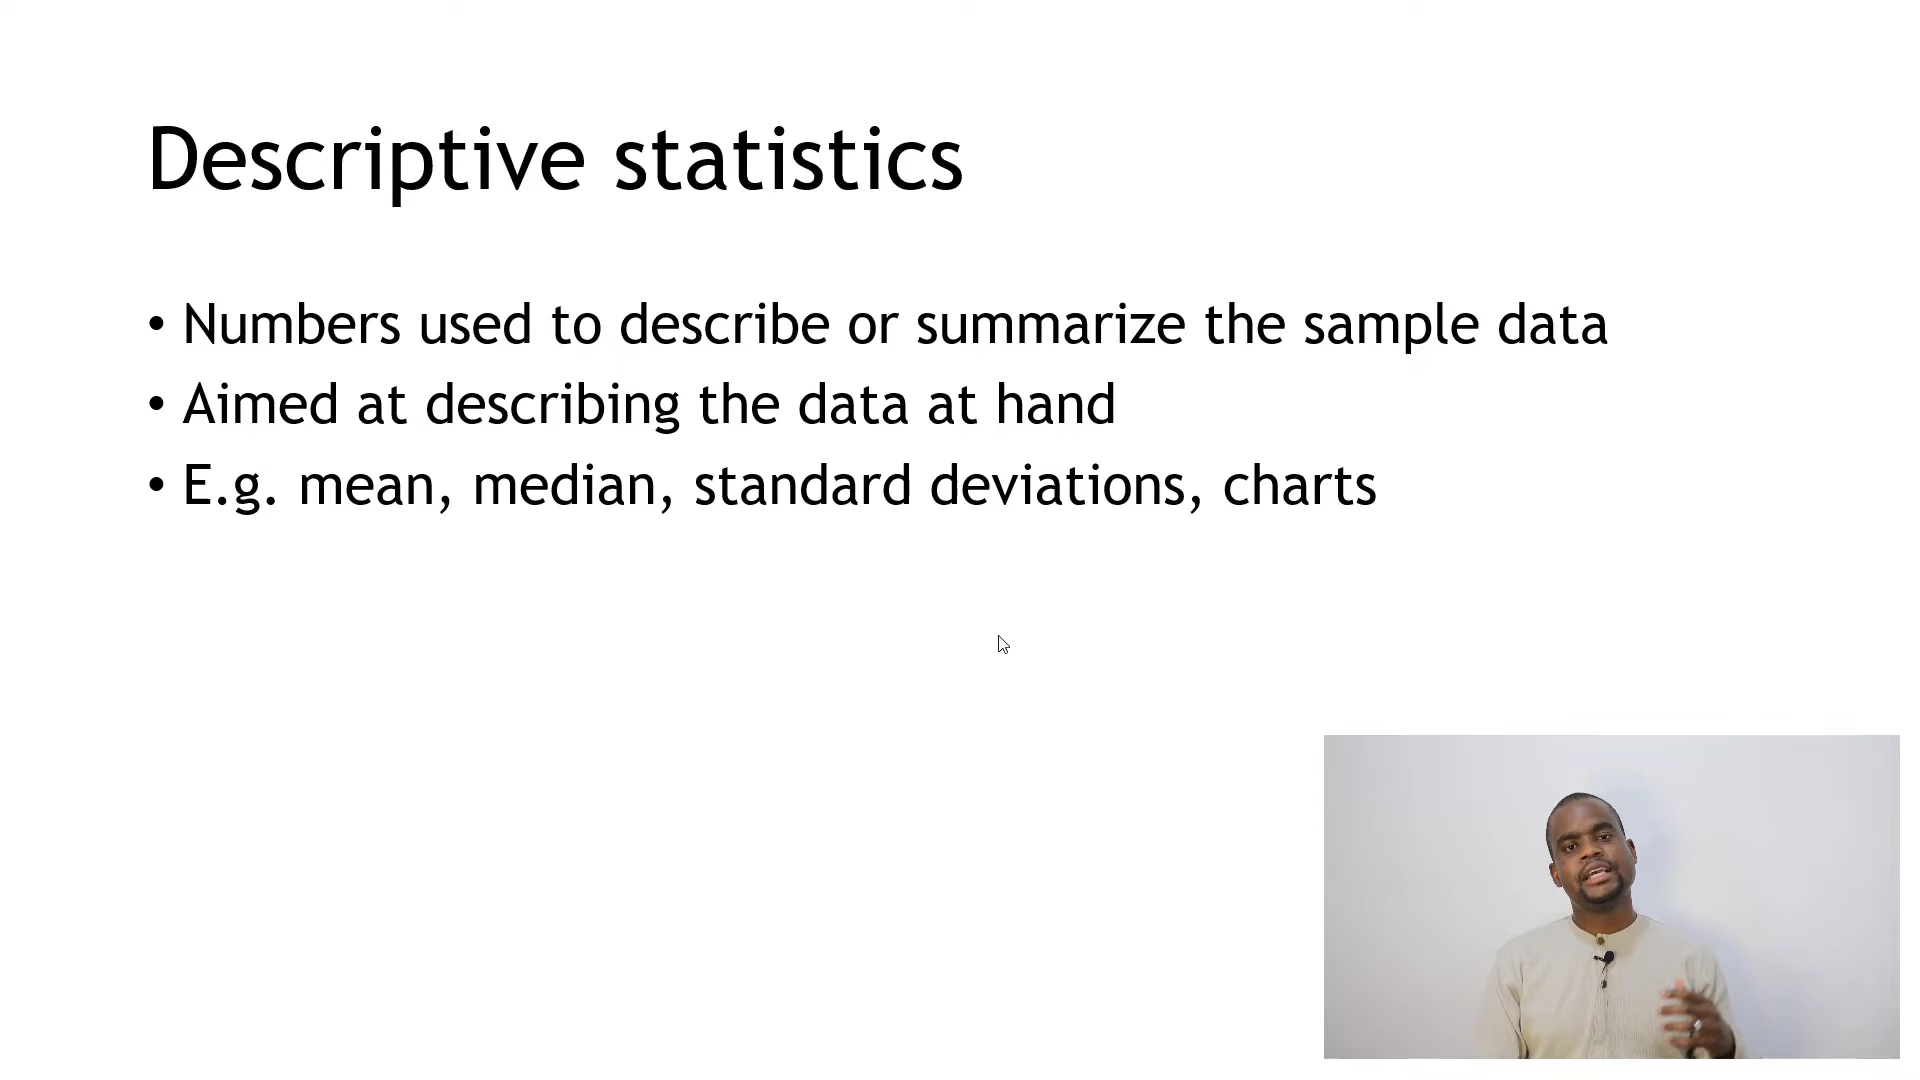 Descriptive statistics
• Numbers used to describe or summarize the sample data
• Aimed at describing the data at hand
• E.g. mean, median, standard deviations, charts